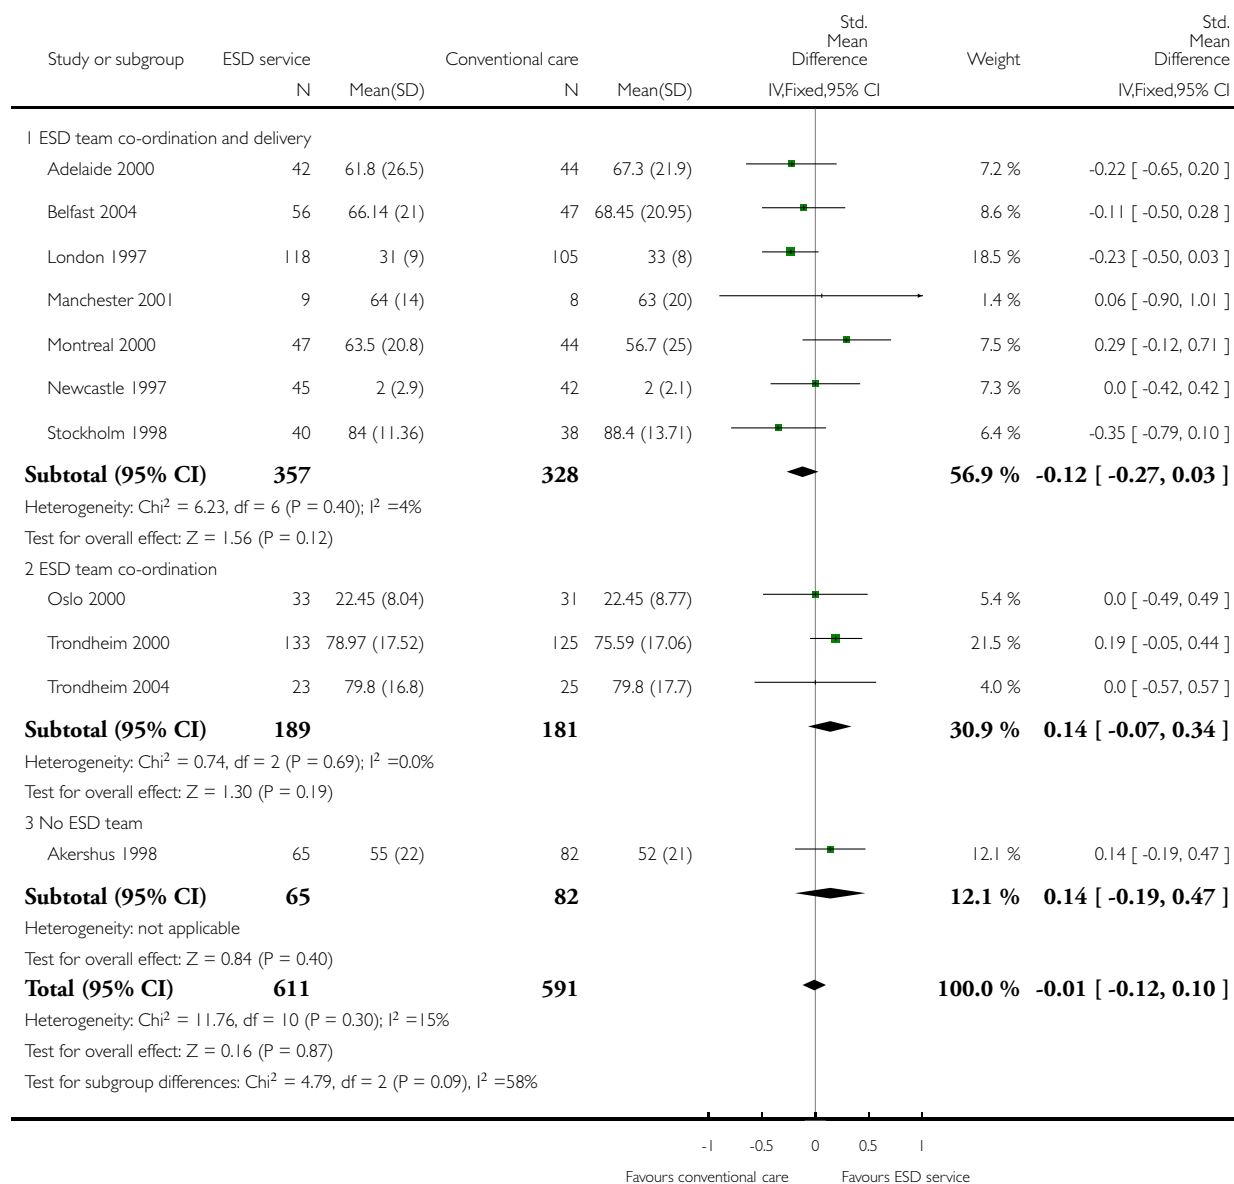 Std. Mean Difference Std. Mean Difference
Study or subgroup ESD service Conventional care Weight
N Mean(SD) N Mean(SD) IV,Fixed,95% CI IV,Fixed,95% CI
1 ESD team co-ordination and delivery
Adelaide 2000 42 61.8 (26.5) 44 67.3 (21.9) 7.2 % -0.22 [ -0.65, 0.20 ]
Belfast 2004 56 66.14 (21) 47 68.45 (20.95) 8.6 % -0.11 [ -0.50, 0.28 ]
London 1997 118 31 (9) 105 33 (8) 18.5 % -0.23 [ -0.50, 0.03 ]
Manchester 2001 9 64 (14) 8 63 (20) 1.4 % 0.06 [ -0.90, 1.01 ]
Montreal 2000 47 63.5 (20.8) 44 56.7 (25) 7.5 % 0.29 [ -0.12, 0.71 ]
Newcastle 1997 45 2 (2.9) 42 2 (2.1) 7.3 % 0.0 [ -0.42, 0.42 ]
Stockholm 1998 40 84 (11.36) 38 88.4 (13.71) 6.4 % -0.35 [ -0.79, 0.10 ]
Subtotal (95% CI) 357 328 56.9 % -0.12 [ -0.27, 0.03 ]
Heterogeneity: Chi² = 6.23, df = 6 (P = 0.40); I² =4%
Test for overall effect: Z = 1.56 (P = 0.12)
2 ESD team co-ordination
Oslo 2000 33 22.45 (8.04) 31 22.45 (8.77) 5.4 % 0.0 [ -0.49, 0.49 ]
Trondheim 2000 133 78.97 (17.52) 125 75.59 (17.06) 21.5 % 0.19 [ -0.05, 0.44 ]
Trondheim 2004 23 79.8 (16.8) 25 79.8 (17.7) 4.0 % 0.0 [ -0.57, 0.57 ]
Subtotal (95% CI) 189 181 30.9 % 0.14 [ -0.07, 0.34 ]
Heterogeneity: Chi² = 0.74, df = 2 (P = 0.69); I² =0.0%
Test for overall effect: Z = 1.30 (P = 0.19)
3 No ESD team
Akershus 1998 65 55 (22) 82 52 (21) 12.1 % 0.14 [ -0.19, 0.47 ]
Subtotal (95% CI) 65 82 12.1 % 0.14 [ -0.19, 0.47 ]
Heterogeneity: not applicable
Test for overall effect: Z = 0.84 (P = 0.40)
Total (95% CI) 611 591 100.0 % -0.01 [ -0.12, 0.10 ]
Heterogeneity: Chi² = 11.76, df = 10 (P = 0.30); I² =15%
Test for overall effect: Z = 0.16 (P = 0.87)
Test for subgroup differences: Chi² = 4.79, df = 2 (P = 0.09), I² =58%
-1 -0.5 0 0.5 1
Favours conventional care Favours ESD service